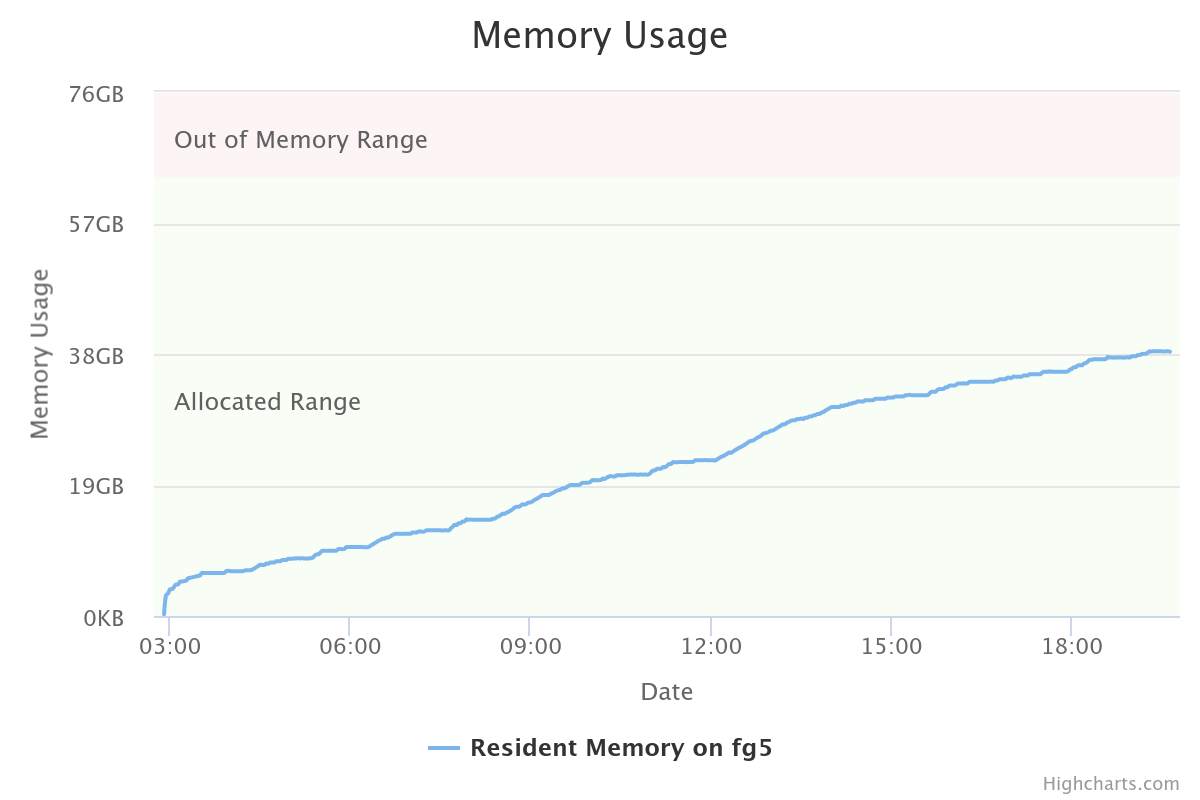 Memory Usage
76GB
Out of Memory Range
57GB
Memory Usage
38GB
Allocated Range
19GB
0KB
03:00 06:00 09:00 12:00 15:00 18:00
Date
Resident Memory on fg5
Highcharts.com